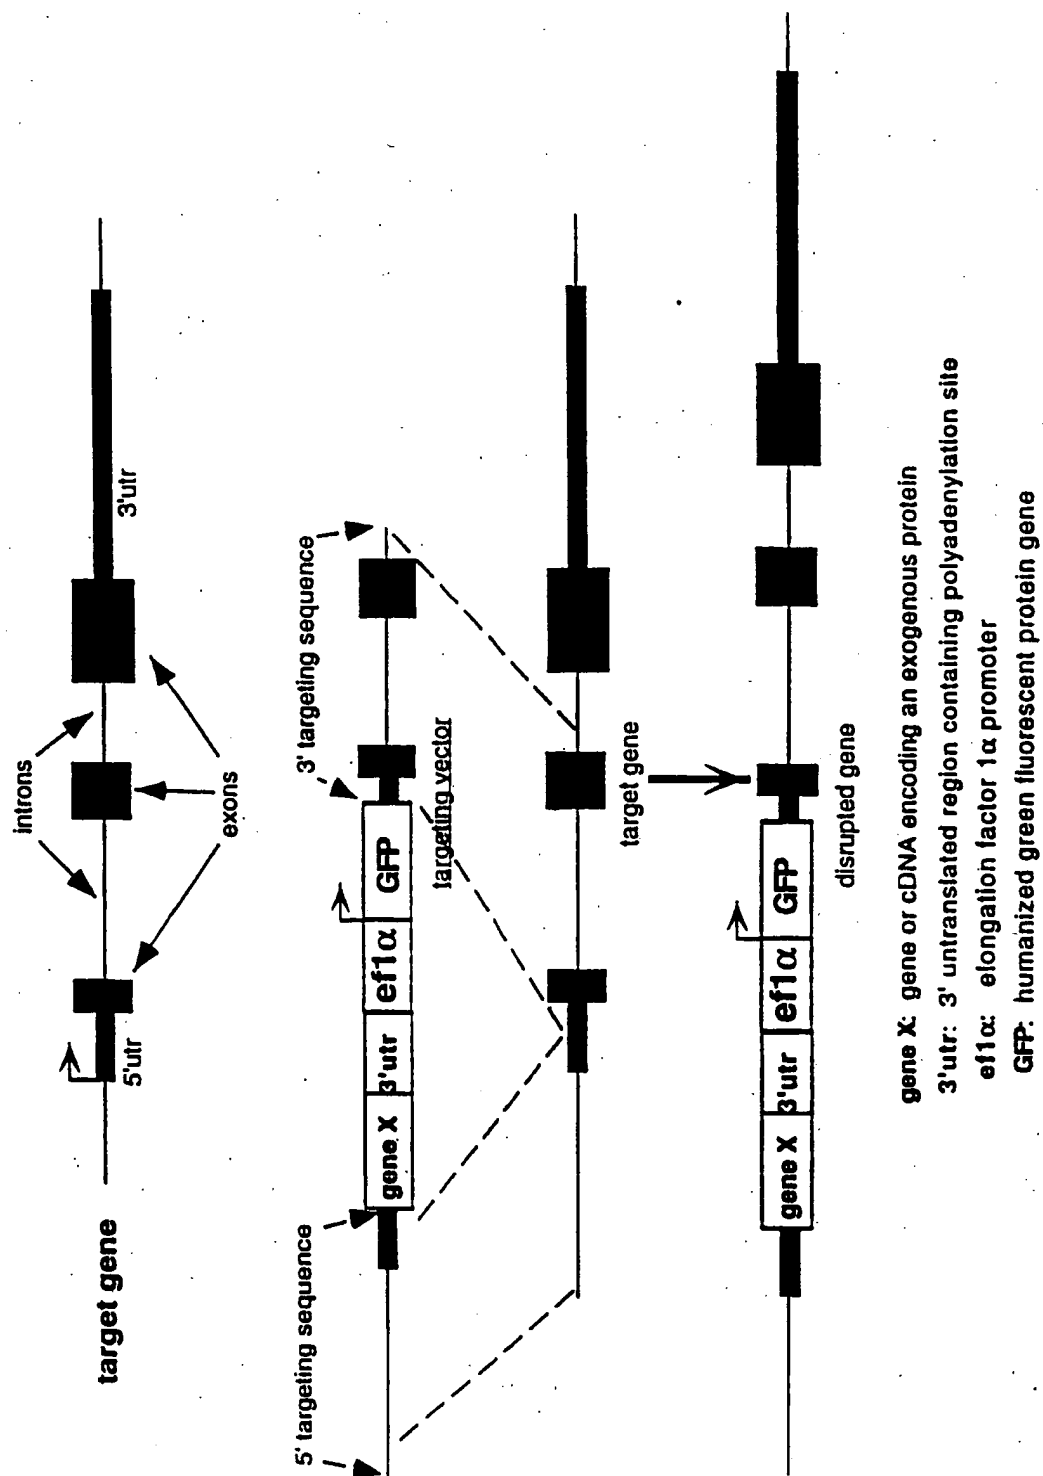 target gene
5'utr
introns
exons
3'utr
5' targeting sequence
3' targeting sequence
gene X
3'utr
ef1α
GFP
targeting vector
target gene
disrupted gene
gene X
3'utr
ef1α
GFP
gene X: gene or cDNA encoding an exogenous protein
3'utr: 3' untranslated region containing polyadenylation site
ef1α: elongation factor 1α promoter
GFP: humanized green fluorescent protein gene